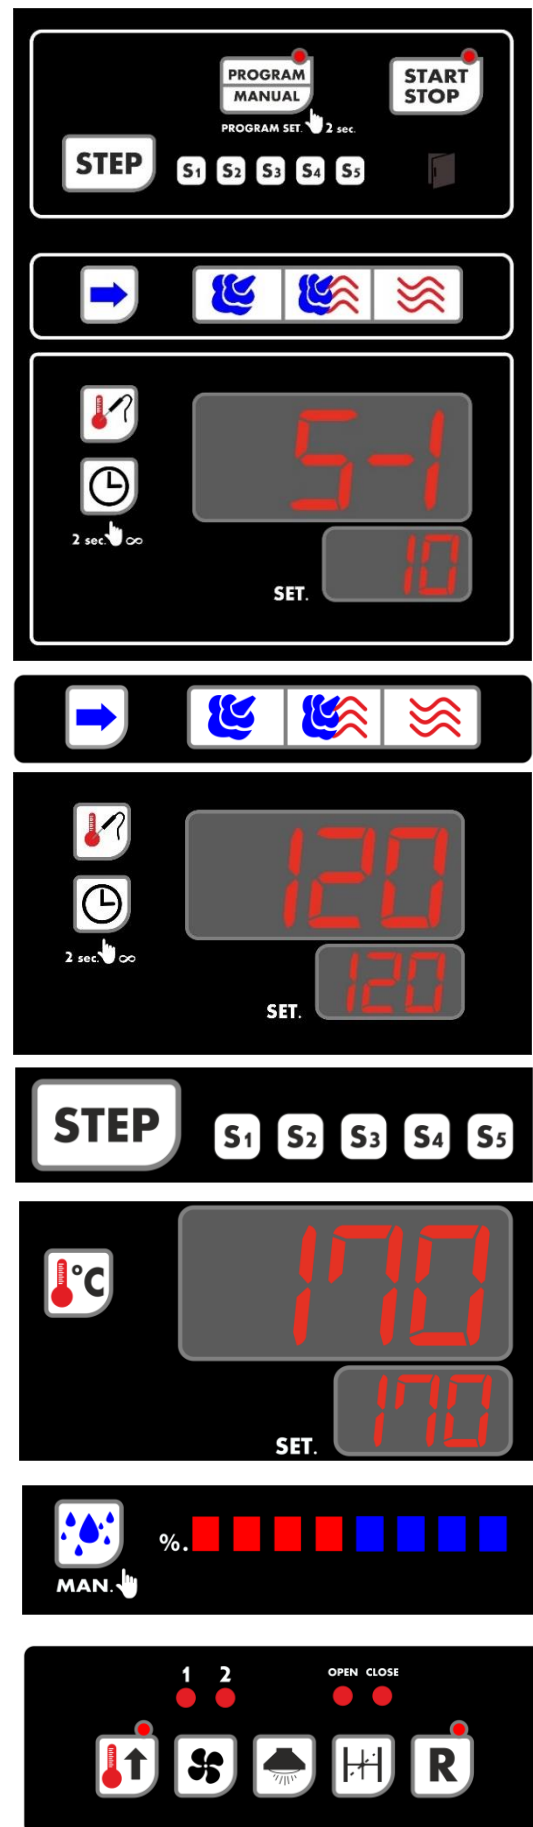 PROGRAM
MANUAL
START
STOP
PROGRAM SET. 2 sec.
STEP S1 S2 S3 S4 S5
S-1
2 sec. ∞
10
SET.
120
2 sec. ∞
120
SET.
STEP S1 S2 S3 S4 S5
°C
170
170
SET.
%.
MAN.
1 2 OPEN CLOSE
R